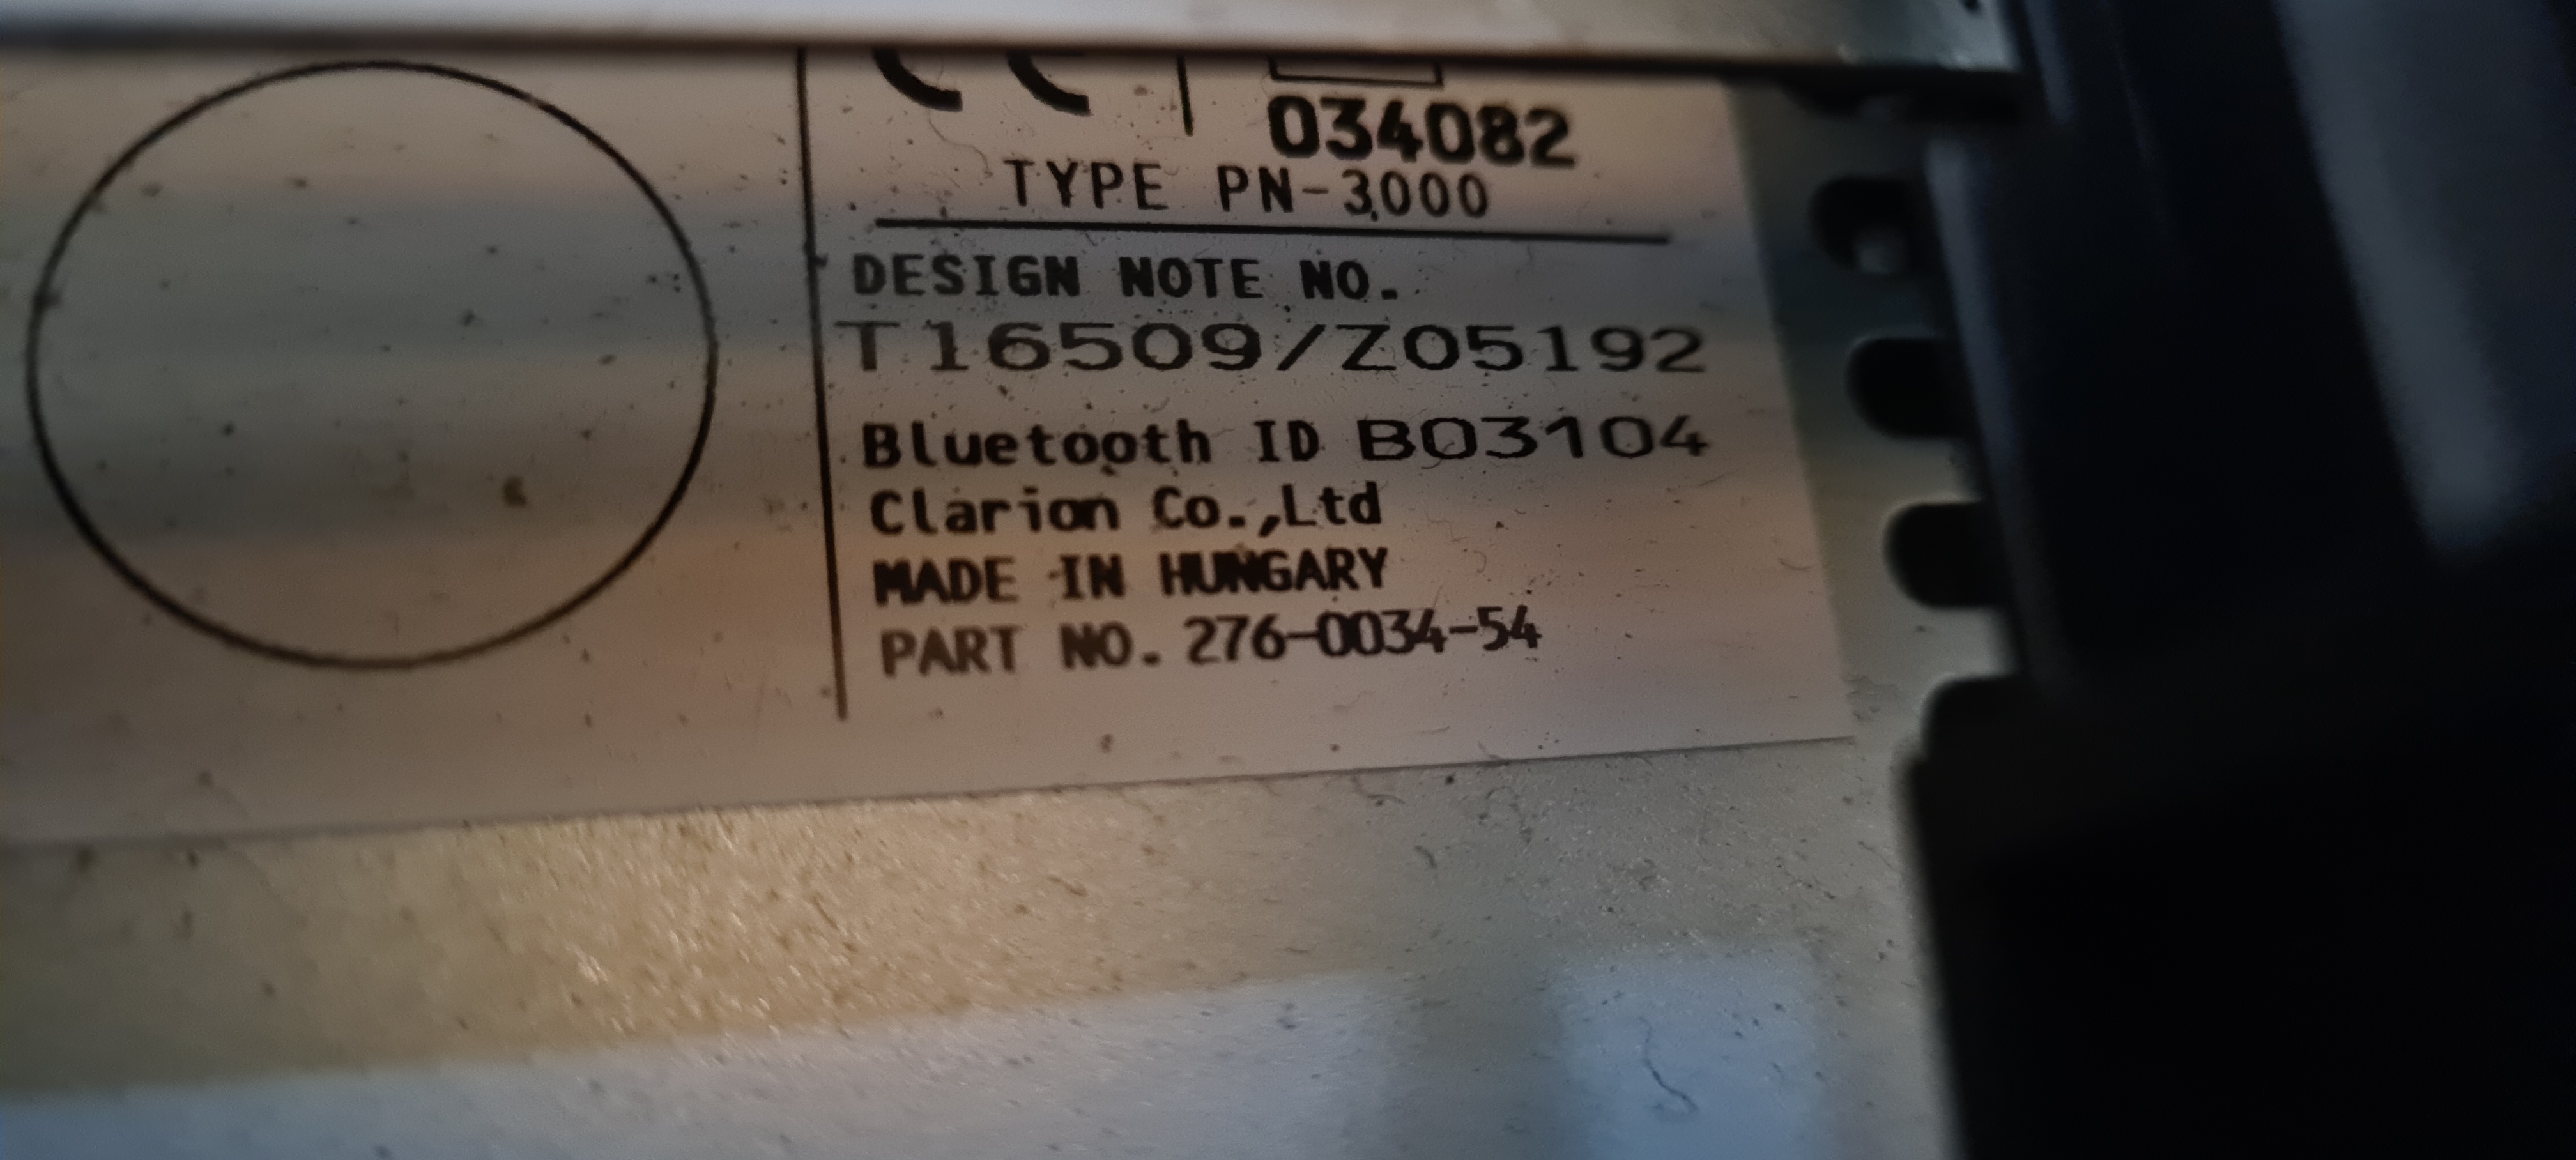 CE
034082
TYPE PN-3000
DESIGN NOTE NO.
T16509/Z05192
Bluetooth ID B03104
Clarion Co.,Ltd
MADE IN HUNGARY
PART NO. 276-0034-54